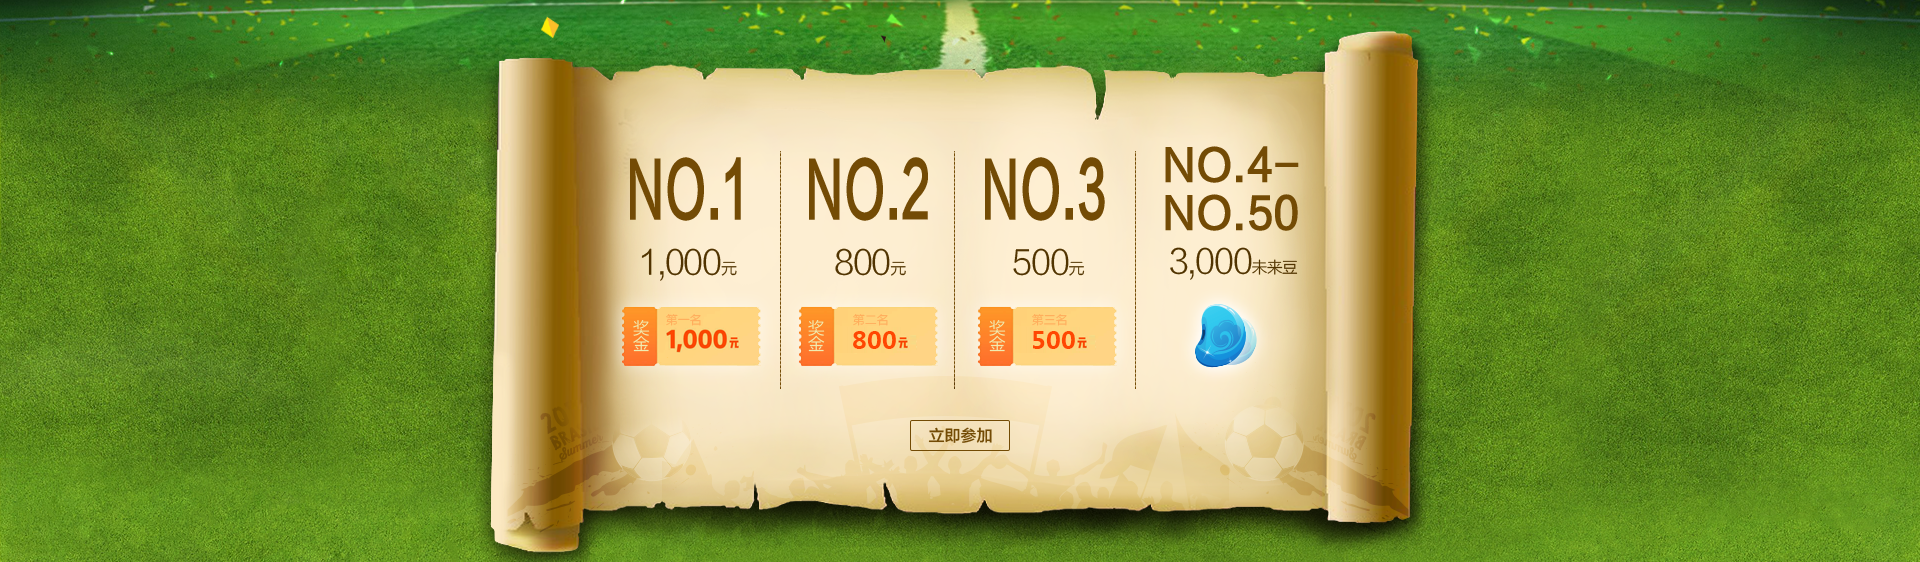 NO.1
1,000元
奖金
第一名
1,000元
NO.2
800元
奖金
第二名
800元
NO.3
500元
奖金
第三名
500元
NO.4-
NO.50
3,000未来豆
立即参加